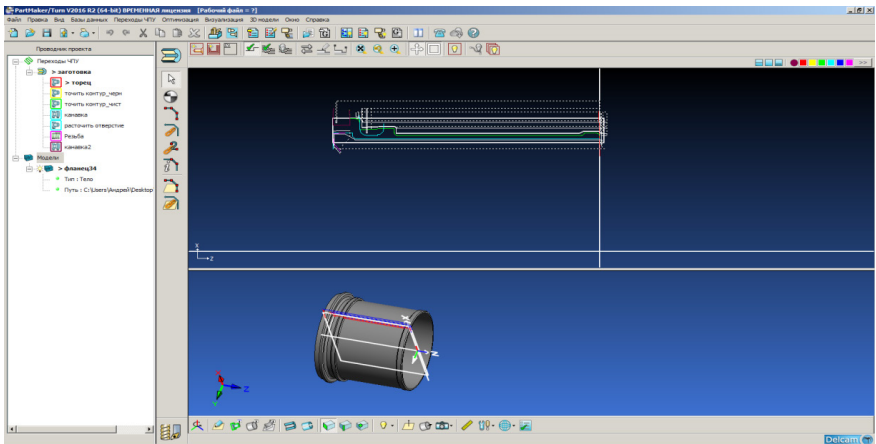 PartMaker/Turn V2016 R2 (64-bit) ВРЕМЕННАЯ лицензия [Рабочий файл = ?]
Файл Правка Вид Базы данных Переходы ЧПУ Оптимизация Визуализация 3D модели Окно Справка
Проводник проекта
Переходы ЧПУ
> заготовка
> торец
точить контур_черн
точить контур_чист
канавка
расточить отверстие
Резьба
канавка2
Модели
> фланец34
Тип : Тело
Путь : C:\Users\Андрей\Desktop
X
Z
Z
Delcam